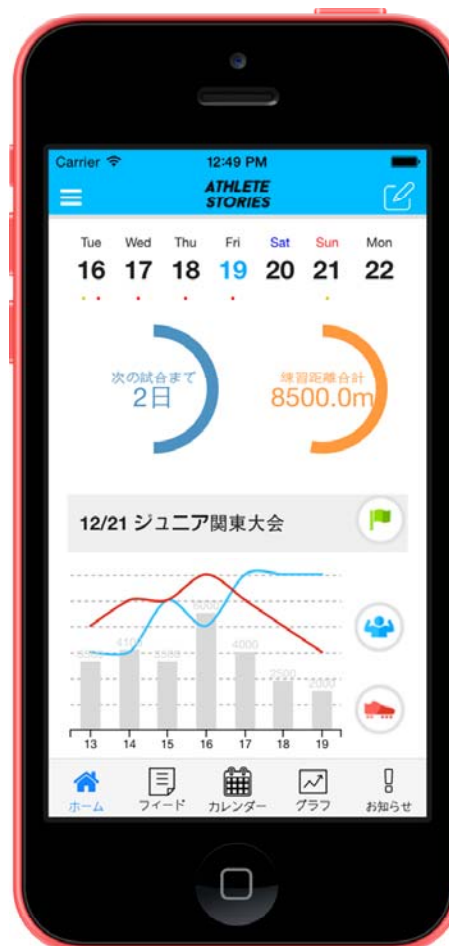 Carrier 12:49 PM
ATHLETE
STORIES
Tue Wed Thu Fri Sat Sun Mon
16 17 18 19 20 21 22
次の試合まで
2日
練習距離合計
8500.0m
12/21 ジュニア関東大会
6000
4100
4000
2500
2000
13 14 15 16 17 18 19
ホーム フィード カレンダー グラフ お知らせ